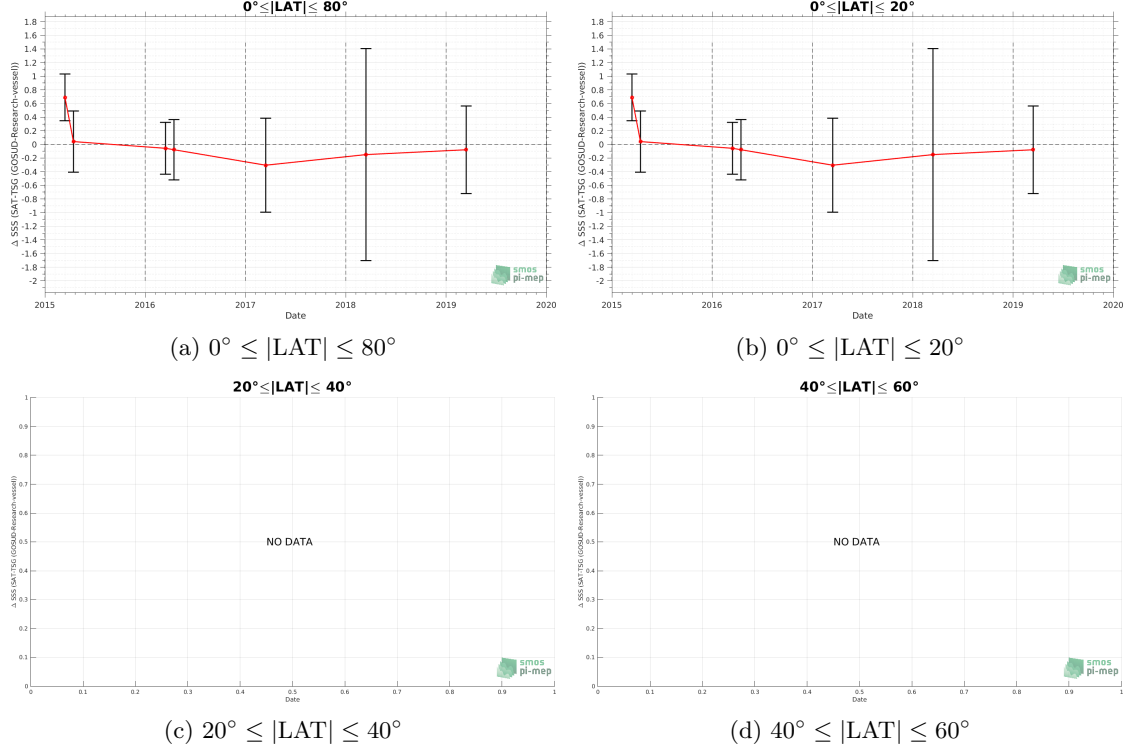 0°≤|LAT|≤ 80°
Δ SSS (SAT-TSG (GOSUD-Research-vessel))
1.8
1.6
1.4
1.2
1
0.8
0.6
0.4
0.2
0
-0.2
-0.4
-0.6
-0.8
-1
-1.2
-1.4
-1.6
-1.8
-2
smos
pi-mep
2015 2016 2017 2018 2019 2020
Date
(a) 0° ≤ |LAT| ≤ 80°
0°≤|LAT|≤ 20°
Δ SSS (SAT-TSG (GOSUD-Research-vessel))
1.8
1.6
1.4
1.2
1
0.8
0.6
0.4
0.2
0
-0.2
-0.4
-0.6
-0.8
-1
-1.2
-1.4
-1.6
-1.8
-2
smos
pi-mep
2015 2016 2017 2018 2019 2020
Date
(b) 0° ≤ |LAT| ≤ 20°
20°≤|LAT|≤ 40°
Δ SSS (SAT-TSG (GOSUD-Research-vessel))
1
0.9
0.8
0.7
0.6
0.5
0.4
0.3
0.2
0.1
0
NO DATA
smos
pi-mep
0 0.1 0.2 0.3 0.4 0.5 0.6 0.7 0.8 0.9 1
Date
(c) 20° ≤ |LAT| ≤ 40°
40°≤|LAT|≤ 60°
Δ SSS (SAT-TSG (GOSUD-Research-vessel))
1
0.9
0.8
0.7
0.6
0.5
0.4
0.3
0.2
0.1
0
NO DATA
smos
pi-mep
0 0.1 0.2 0.3 0.4 0.5 0.6 0.7 0.8 0.9 1
Date
(d) 40° ≤ |LAT| ≤ 60°